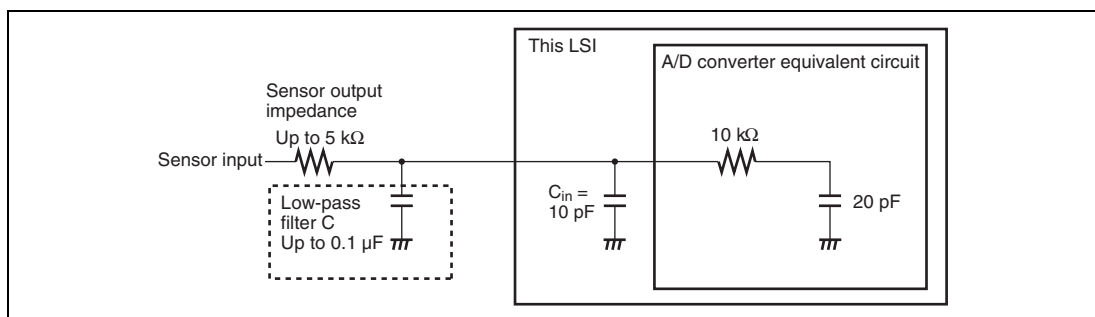 This LSI
A/D converter equivalent circuit
Sensor output
impedance
Up to 5 kΩ
10 kΩ
Sensor input
Low-pass
filter C
Up to 0.1 µF
Cin =
10 pF
20 pF